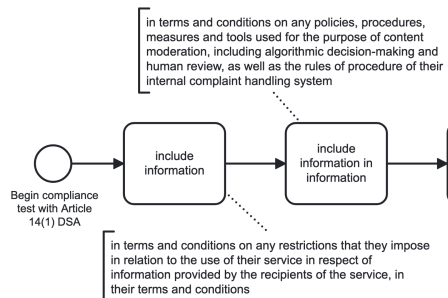 in terms and conditions on any policies, procedures,
measures and tools used for the purpose of content
moderation, including algorithmic decision-making and
human review, as well as the rules of procedure of their
internal complaint handling system
include
information
include
information in
information
Begin compliance
test with Article
14(1) DSA
in terms and conditions on any restrictions that they impose
in relation to the use of their service in respect of
information provided by the recipients of the service, in
their terms and conditions